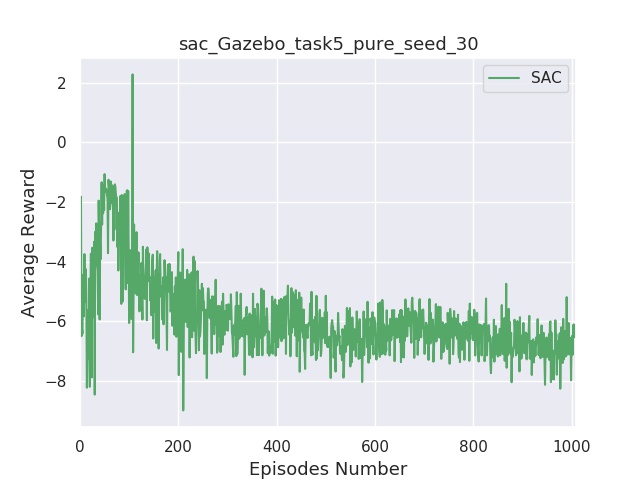 sac_Gazebo_task5_pure_seed_30
SAC
2
0
−2
−4
−6
−8
Average Reward
0 200 400 600 800 1000
Episodes Number